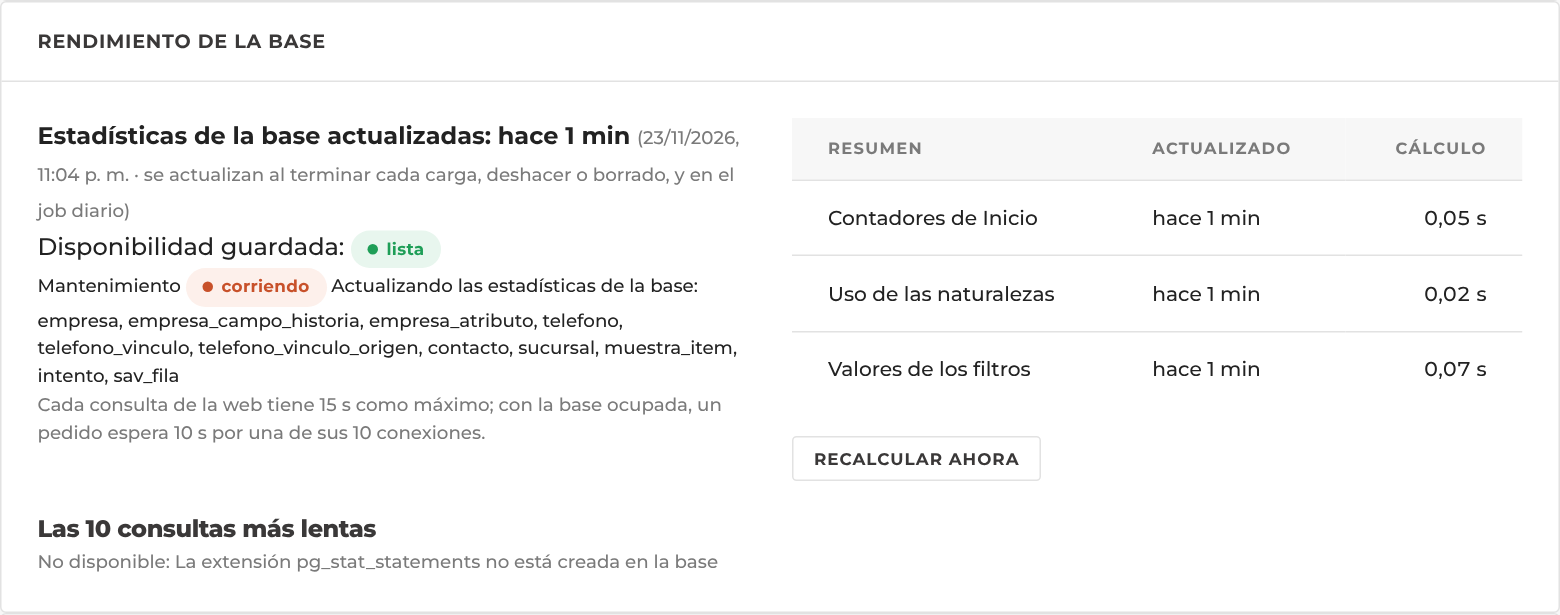 RENDIMIENTO DE LA BASE
Estadísticas de la base actualizadas: hace 1 min (23/11/2026,
11:04 p. m. · se actualizan al terminar cada carga, deshacer o borrado, y en el
job diario)
Disponibilidad guardada: lista
Mantenimiento corriendo Actualizando las estadísticas de la base:
empresa, empresa_campo_historia, empresa_atributo, telefono,
telefono_vinculo, telefono_vinculo_origen, contacto, sucursal, muestra_item,
intento, sav_fila
Cada consulta de la web tiene 15 s como máximo; con la base ocupada, un
pedido espera 10 s por una de sus 10 conexiones.
RESUMEN ACTUALIZADO CÁLCULO
Contadores de Inicio hace 1 min 0,05 s
Uso de las naturalezas hace 1 min 0,02 s
Valores de los filtros hace 1 min 0,07 s
RECALCULAR AHORA
Las 10 consultas más lentas
No disponible: La extensión pg_stat_statements no está creada en la base